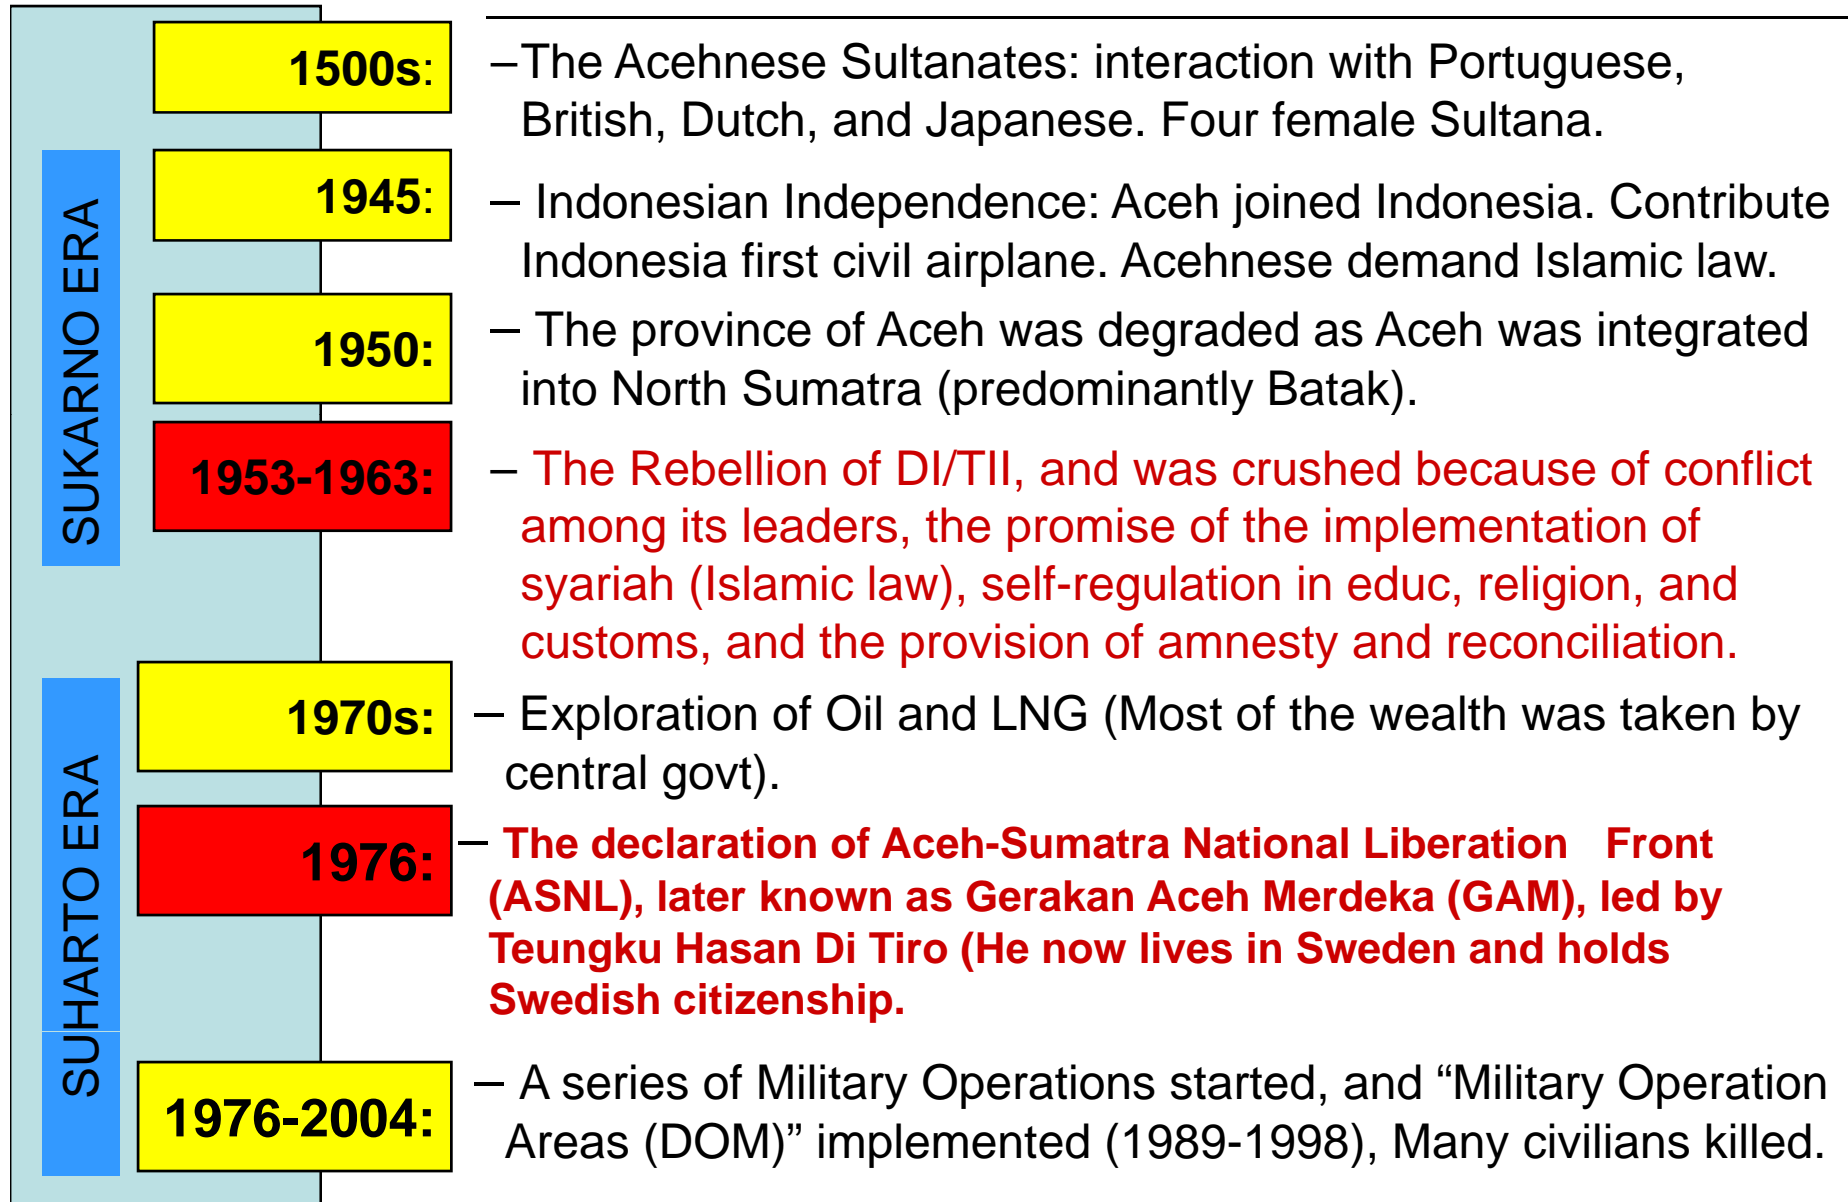 1500s:
–The Acehnese Sultanates: interaction with Portuguese,
British, Dutch, and Japanese. Four female Sultana.
SUKARNO ERA
1945:
– Indonesian Independence: Aceh joined Indonesia. Contribute
Indonesia first civil airplane. Acehnese demand Islamic law.
1950:
– The province of Aceh was degraded as Aceh was integrated
into North Sumatra (predominantly Batak).
1953-1963:
– The Rebellion of DI/TII, and was crushed because of conflict
among its leaders, the promise of the implementation of
syariah (Islamic law), self-regulation in educ, religion, and
customs, and the provision of amnesty and reconciliation.
SUHARTO ERA
1970s:
– Exploration of Oil and LNG (Most of the wealth was taken by
central govt).
1976:
– The declaration of Aceh-Sumatra National Liberation Front
(ASNL), later known as Gerakan Aceh Merdeka (GAM), led by
Teungku Hasan Di Tiro (He now lives in Sweden and holds
Swedish citizenship.
1976-2004:
– A series of Military Operations started, and “Military Operation
Areas (DOM)” implemented (1989-1998), Many civilians killed.